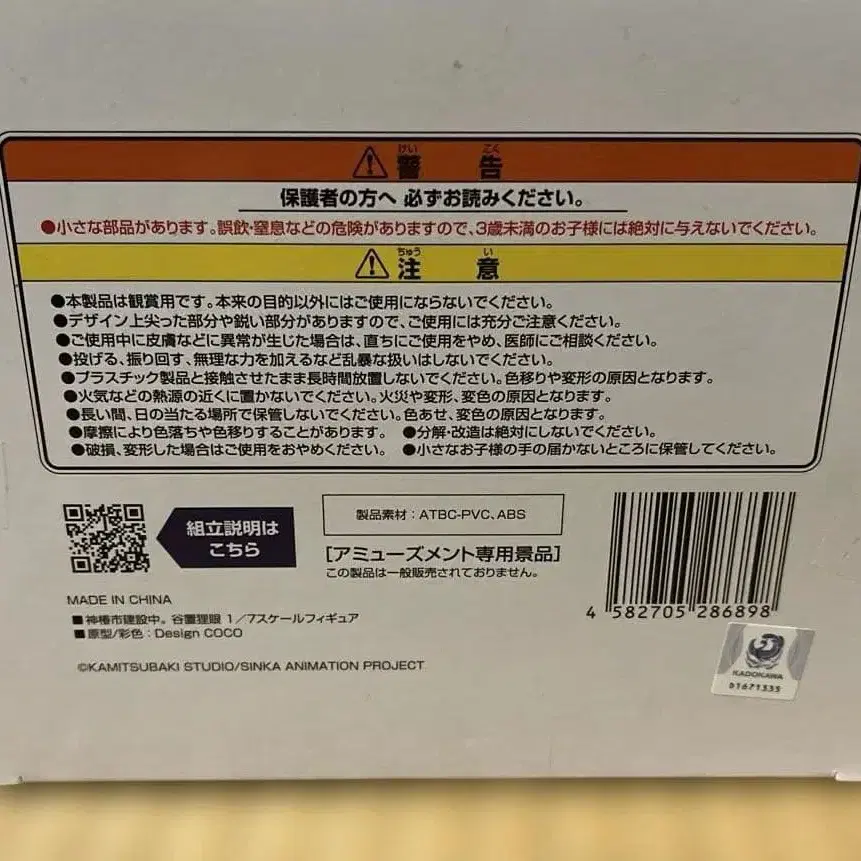 警告
保護者の方へ 必ずお読みください。
●小さな部品があります。誤飲・窒息などの危険がありますので、3歳未満のお子様には絶対に与えないでください。
注意
●本製品は観賞用です。本来の目的以外にはご使用にならないでください。
●デザイン上尖った部分や鋭い部分がありますので、ご使用には充分ご注意ください。
●ご使用中に皮膚などに異常が生じた場合は、直ちにご使用をやめ、医師にご相談ください。
●投げる、振り回す、無理な力を加えるなど乱暴な扱いはしないでください。
●プラスチック製品と接触させたまま長時間放置しないでください。色移りや変形の原因となります。
●火気などの熱源の近くに置かないでください。火災や変形、変色の原因となります。
●長い間、日の当たる場所で保管しないでください。色あせ、変色の原因となります。
●摩擦により色落ちや色移りすることがあります。 ●分解・改造は絶対にしないでください。
●破損、変形した場合はご使用をおやめください。 ●小さなお子様の手の届かないところに保管してください。
組立説明は
こちら
製品素材：ATBC-PVC、ABS
[アミューズメント専用景品]
この製品は一般販売されておりません。
MADE IN CHINA
■神椿市建設中。谷置狸眼 1/7スケールフィギュア
■原型/彩色：Design COCO
©KAMITSUBAKI STUDIO/SINKA ANIMATION PROJECT
4 582705 286898
KADOKAWA
01671335